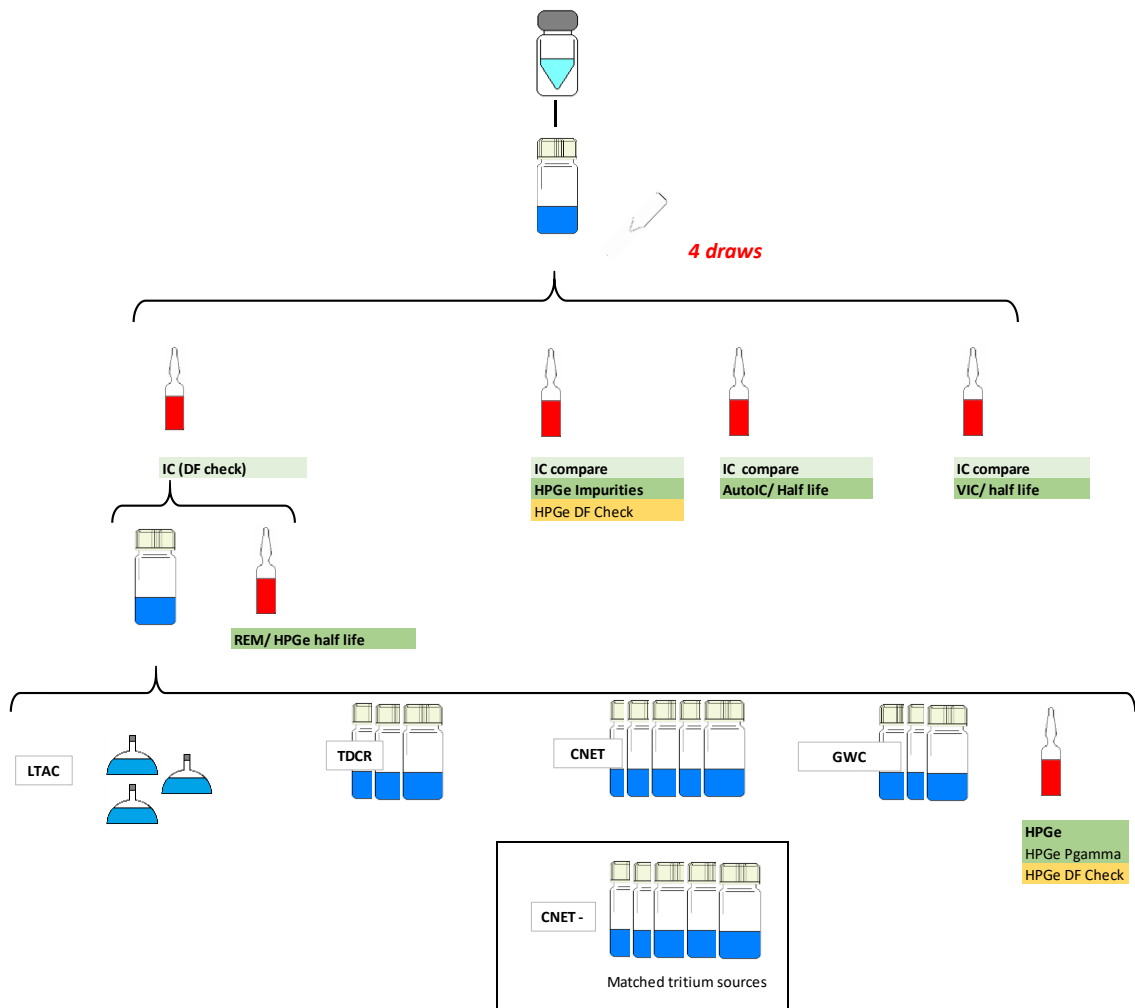 4 draws
IC (DF check)
IC compare
HPGe Impurities
HPGe DF Check
IC  compare
AutoIC/ Half life
IC compare
VIC/ half life
REM/ HPGe half life
LTAC
TDCR
CNET
GWC
HPGe
HPGe Pgamma
HPGe DF Check
CNET -
Matched tritium sources